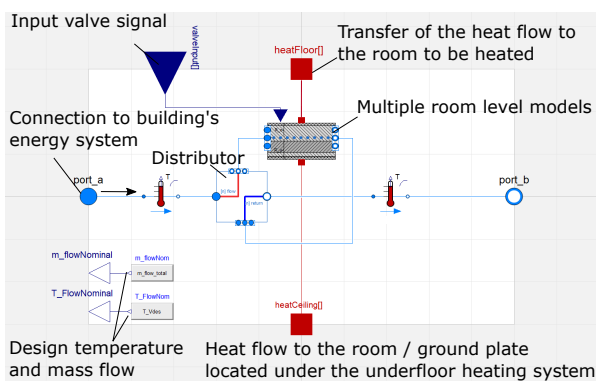 Input valve signal
valveInput[]
heatFloor[]
Transfer of the heat flow to
the room to be heated
Multiple room level models
Connection to building's
energy system
Distributor
port_a
T
[n] flow
[n] return
T
port_b
m_flowNominal
m_flowNom
m_flow_total
T_FlowNominal
T_FlowNom
T_Vdes
heatCeiling[]
Design temperature
and mass flow
Heat flow to the room / ground plate
located under the underfloor heating system